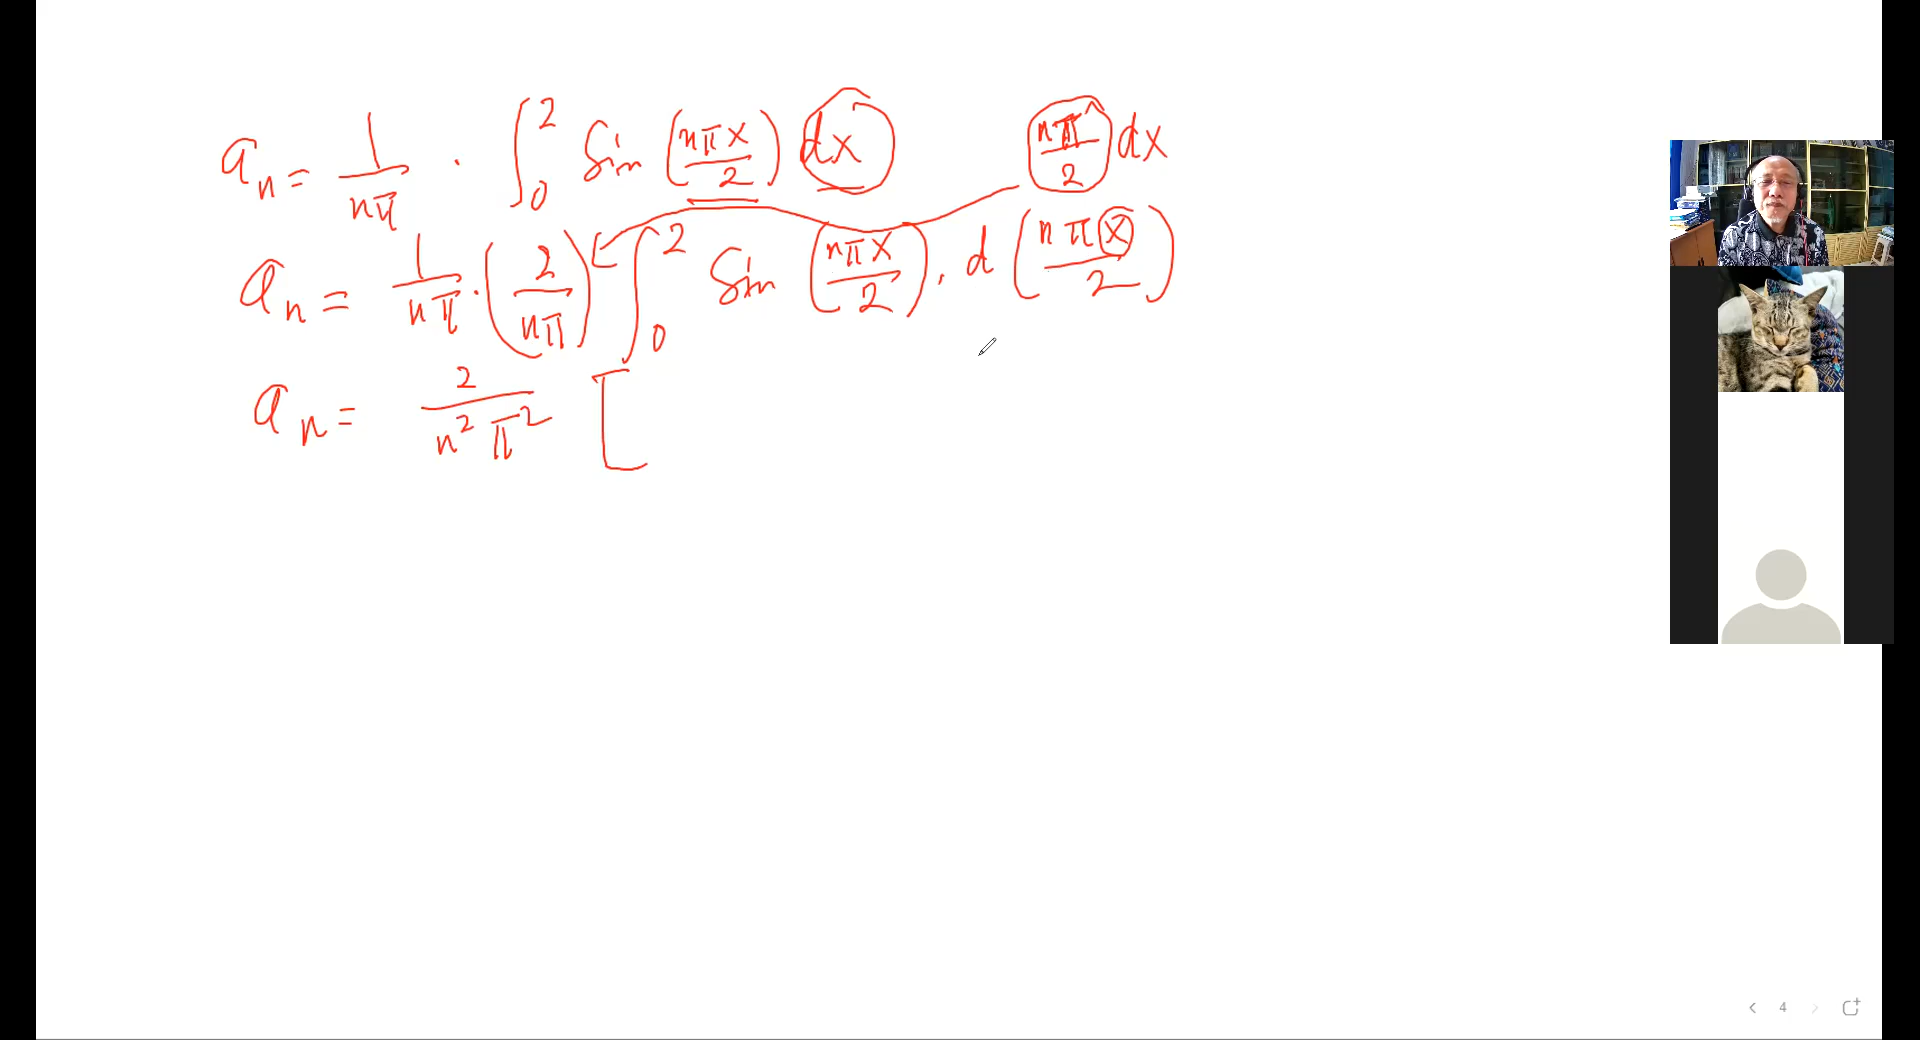 aₙ = 1/nπ · ∫₀² Sin (nπx/2) dx    nπ/2 dx
aₙ = 1/nπ · (2/nπ) ∫₀² Sin (nπx/2) . d (nπx/2)
aₙ = 2/n²π² [
4